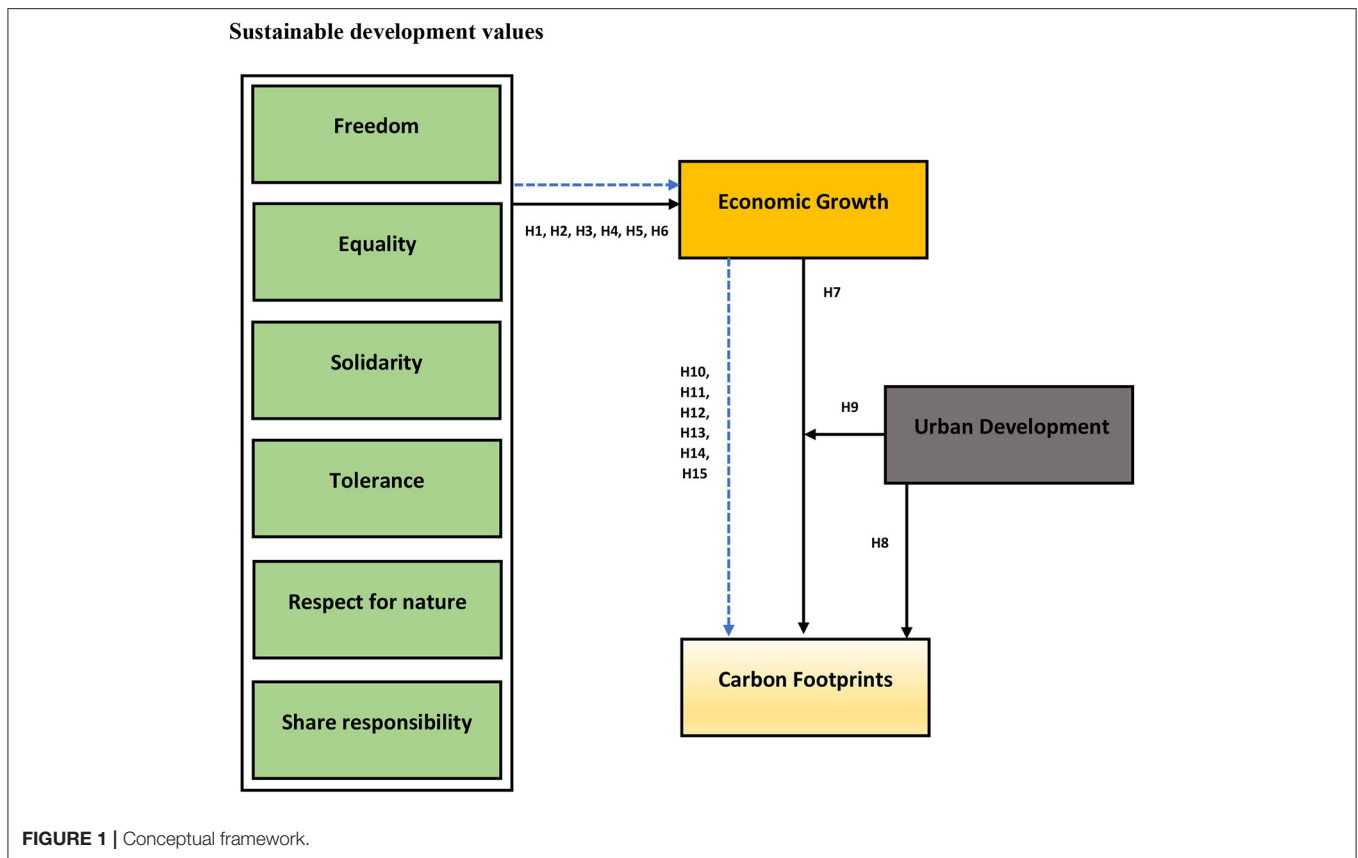 Sustainable development values
Freedom
Equality
Solidarity
Tolerance
Respect for nature
Share responsibility
H1, H2, H3, H4, H5, H6
Economic Growth
H7
H10,
H11,
H12,
H13,
H14,
H15
H9
Urban Development
H8
Carbon Footprints
FIGURE 1 | Conceptual framework.